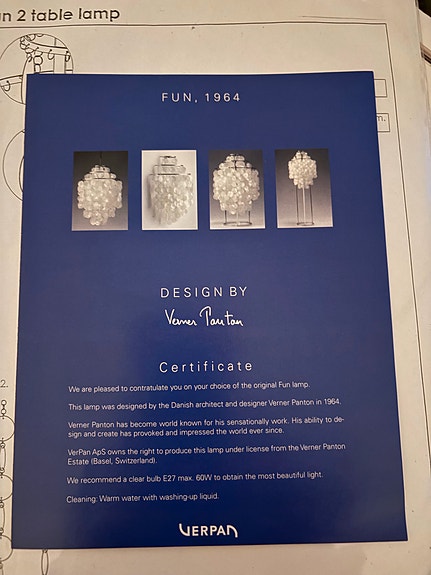 n 2 table lamp
m.
FUN, 1964
DESIGN BY
Verner Panton
Certificate
We are pleased to contratulate you on your choice of the original Fun lamp.
This lamp was designed by the Danish architect and designer Verner Panton in 1964.
Verner Panton has become world known for his sensationally work. His ability to de-
sign and create has provoked and impressed the world ever since.
VerPan ApS owns the right to produce this lamp under license from the Verner Panton
Estate (Basel, Switzerland).
We recommend a clear bulb E27 max. 60W to obtain the most beautiful light.
2.
Cleaning: Warm water with washing-up liquid.
VERPAN